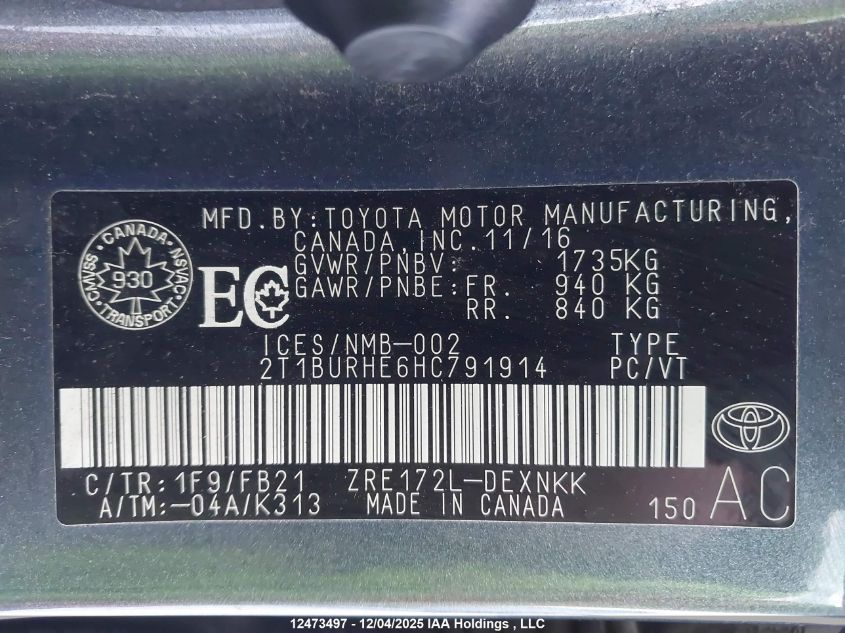 MFD.BY:TOYOTA MOTOR MANUFACTURING,
CANADA,INC.11/16
GVWR/PNBV: 1735KG
GAWR/PNBE:FR. 940 KG
RR. 840 KG
CANADA
CMVSS 930 NSVAC
TRANSPORT
EC
ICES/NMB-002 TYPE
2T1BURHE6HC791914 PC/VT
C/TR:1F9/FB21 ZRE172L-DEXNKK
A/TM:-04A/K313 MADE IN CANADA 150 AC
12473497 - 12/04/2025 IAA Holdings , LLC